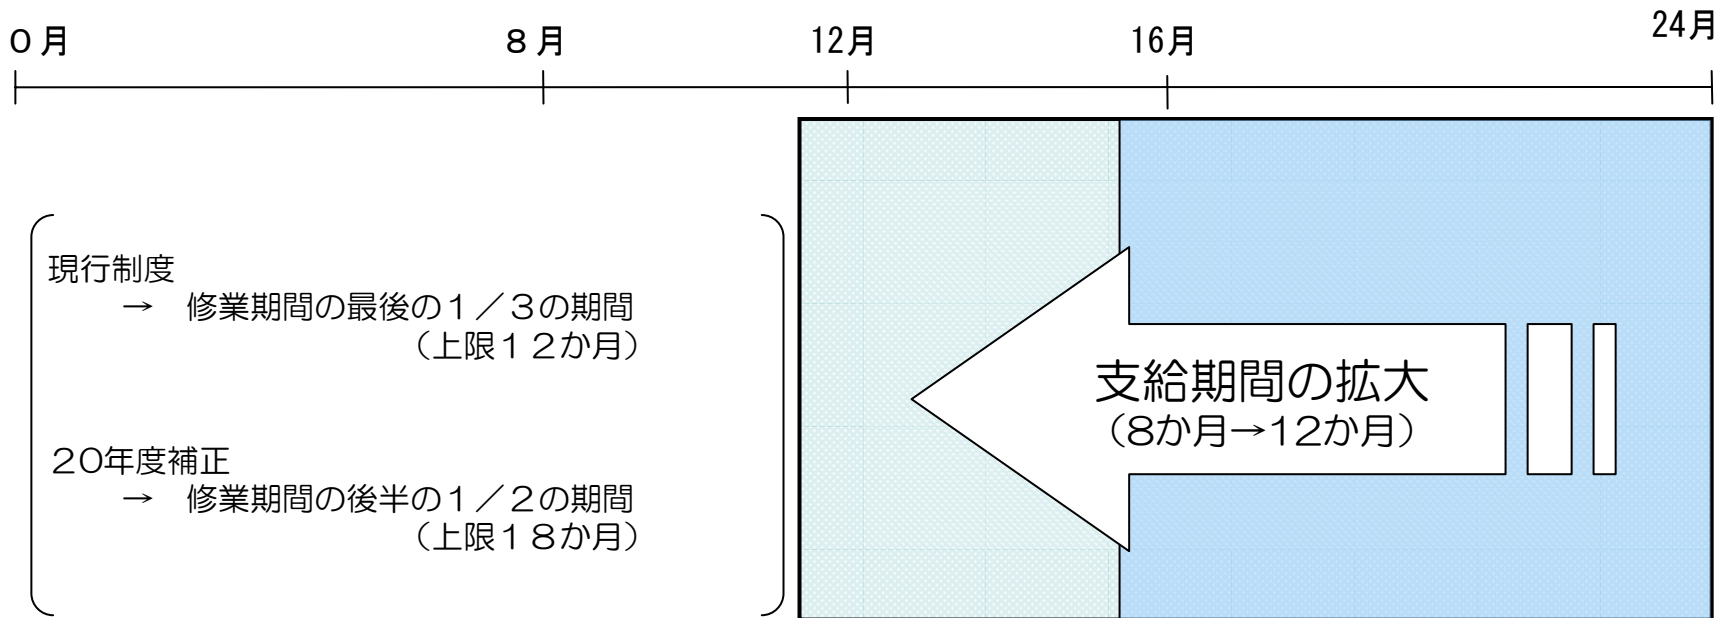 ０月 ８月 12月 16月 24月
現行制度
→ 修業期間の最後の１／３の期間
（上限１２か月）
２０年度補正
→ 修業期間の後半の１／２の期間
（上限１８か月）
支給期間の拡大
（8か月→12か月）